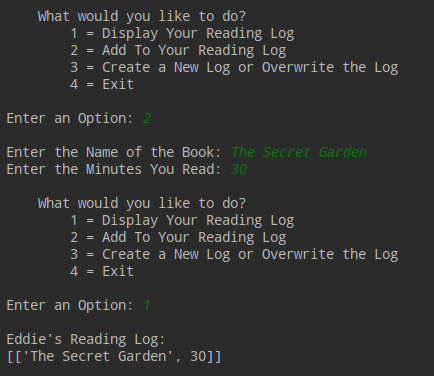 What would you like to do?
1 = Display Your Reading Log
2 = Add To Your Reading Log
3 = Create a New Log or Overwrite the Log
4 = Exit
Enter an Option: 2
Enter the Name of the Book: The Secret Garden
Enter the Minutes You Read: 30
What would you like to do?
1 = Display Your Reading Log
2 = Add To Your Reading Log
3 = Create a New Log or Overwrite the Log
4 = Exit
Enter an Option: 1
Eddie's Reading Log:
[['The Secret Garden', 30]]